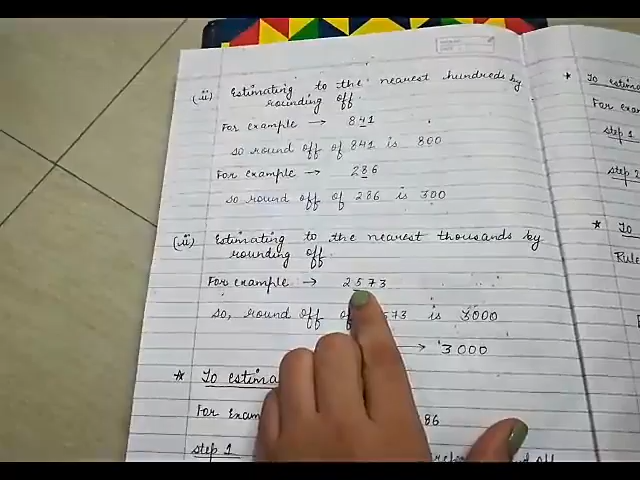 (ii) Estimating to the nearest hundreds by
rounding off
For example → 841
so round off of 841 is 800
For example → 286
so round off of 286 is 300
(iii) Estimating to the nearest thousands by
rounding off
For example → 2573
So, round off 573 is 3000
→ 3000
* To estima
For Exam 86
step 1
* To estima
For exam
step 1
step 2
* To
Rule